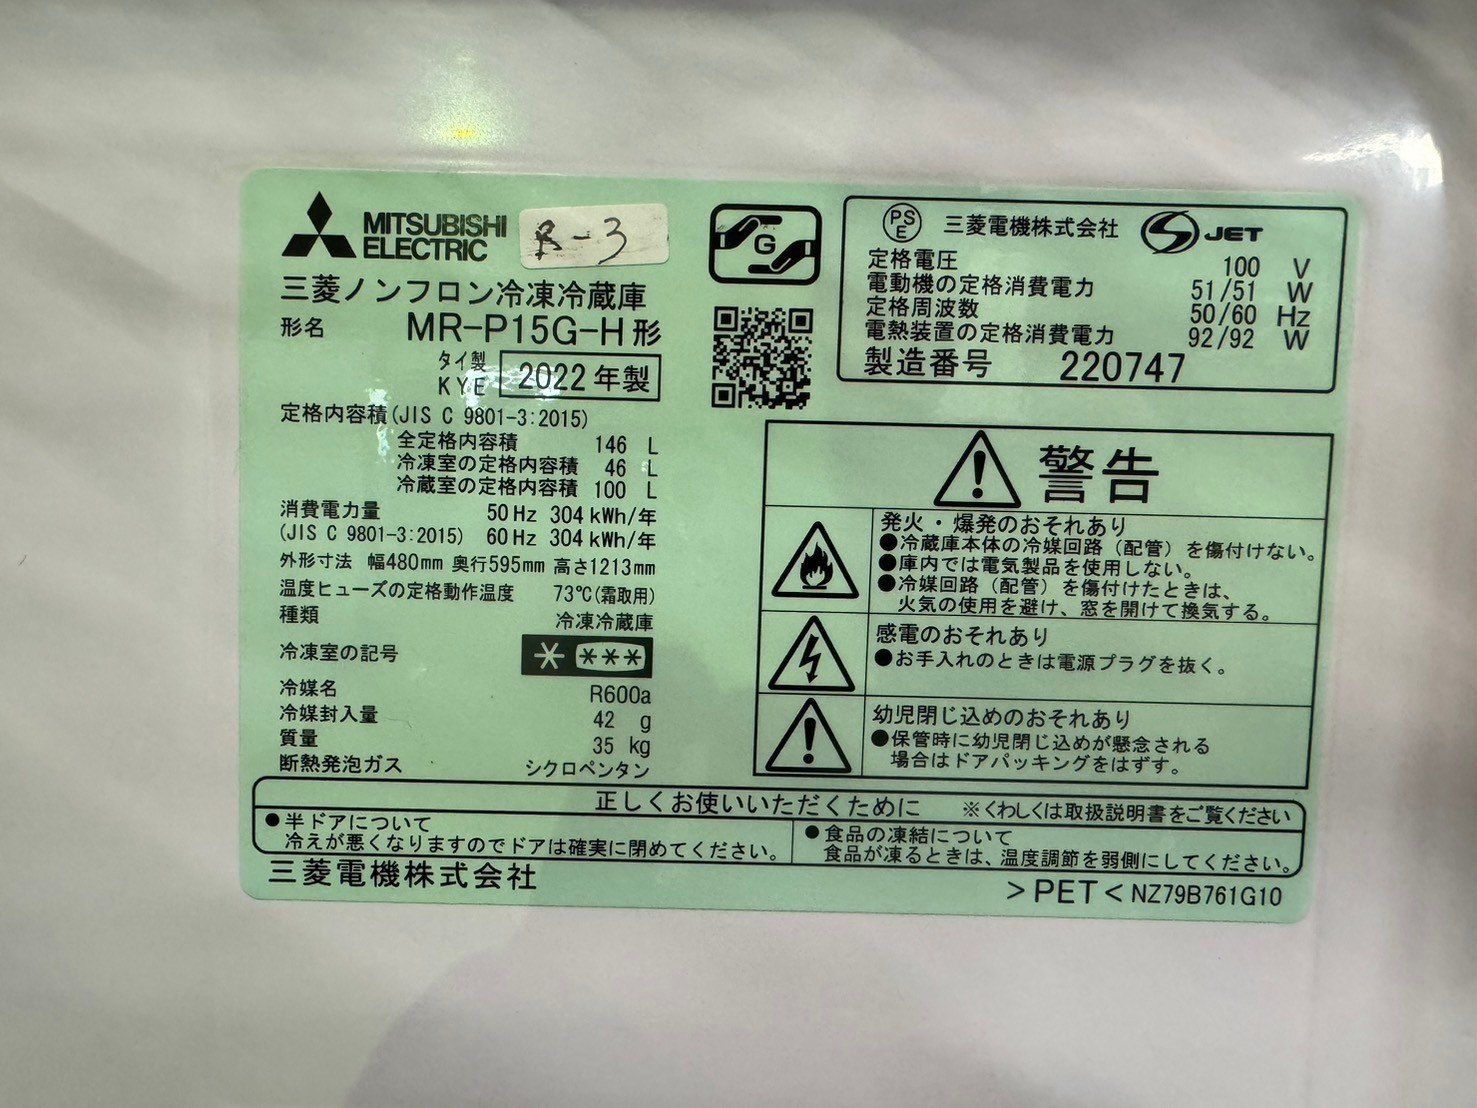 MITSUBISHI
ELECTRIC
R-3
三菱ノンフロン冷凍冷蔵庫
形名 MR-P15G-H形
タイ製
KYE 2022年製
定格内容積(JIS C 9801-3:2015)
全定格内容積 146 L
冷凍室の定格内容積 46 L
冷蔵室の定格内容積 100 L
消費電力量 50Hz 304kWh/年
(JIS C 9801-3:2015) 60Hz 304kWh/年
外形寸法 幅480mm 奥行595mm 高さ1213mm
温度ヒューズの定格動作温度 73℃(霜取用)
種類 冷凍冷蔵庫
冷凍室の記号 * ***
冷媒名 R600a
冷媒封入量 42 g
質量 35 kg
断熱発泡ガス シクロペンタン
G
PSE 三菱電機株式会社 S JET
定格電圧 100 V
電動機の定格消費電力 51/51 W
定格周波数 50/60 Hz
電熱装置の定格消費電力 92/92 W
製造番号 220747
警告
発火・爆発のおそれあり
●冷蔵庫本体の冷媒回路(配管)を傷付けない。
●庫内では電気製品を使用しない。
●冷媒回路(配管)を傷付けたときは、
火気の使用を避け、窓を開けて換気する。
感電のおそれあり
●お手入れのときは電源プラグを抜く。
幼児閉じ込めのおそれあり
●保管時に幼児閉じ込めが懸念される
場合はドアパッキングをはずす。
正しくお使いいただくために ※くわしくは取扱説明書をご覧ください
●半ドアについて
冷えが悪くなりますのでドアは確実に閉めてください。
●食品の凍結について
食品が凍るときは、温度調節を弱側にしてください。
三菱電機株式会社
>PET< NZ79B761G10